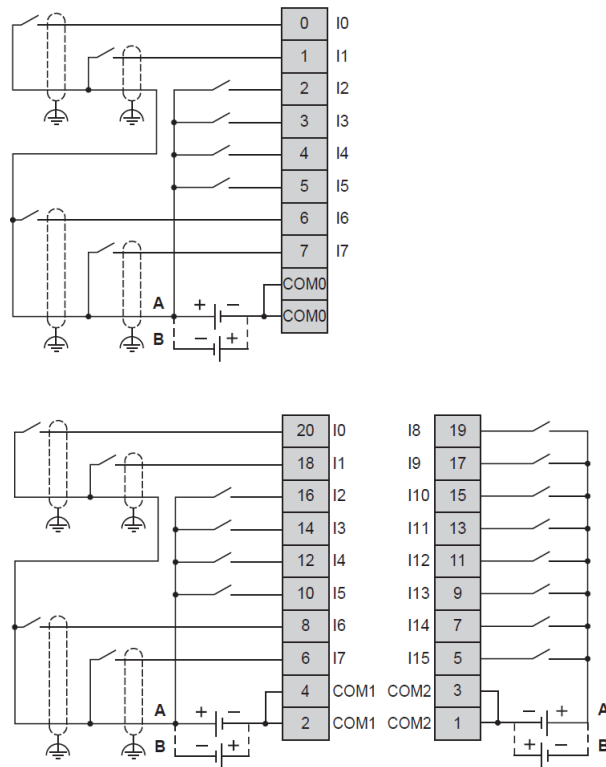 0 I0
1 I1
2 I2
3 I3
4 I4
5 I5
6 I6
7 I7
COM0
A + − COM0
B − +
20 I0 I8 19
18 I1 I9 17
16 I2 I10 15
14 I3 I11 13
12 I4 I12 11
10 I5 I13 9
8 I6 I14 7
6 I7 I15 5
4 COM1 COM2 3
A + − 2 COM1 COM2 1 − + A
B − + + − B